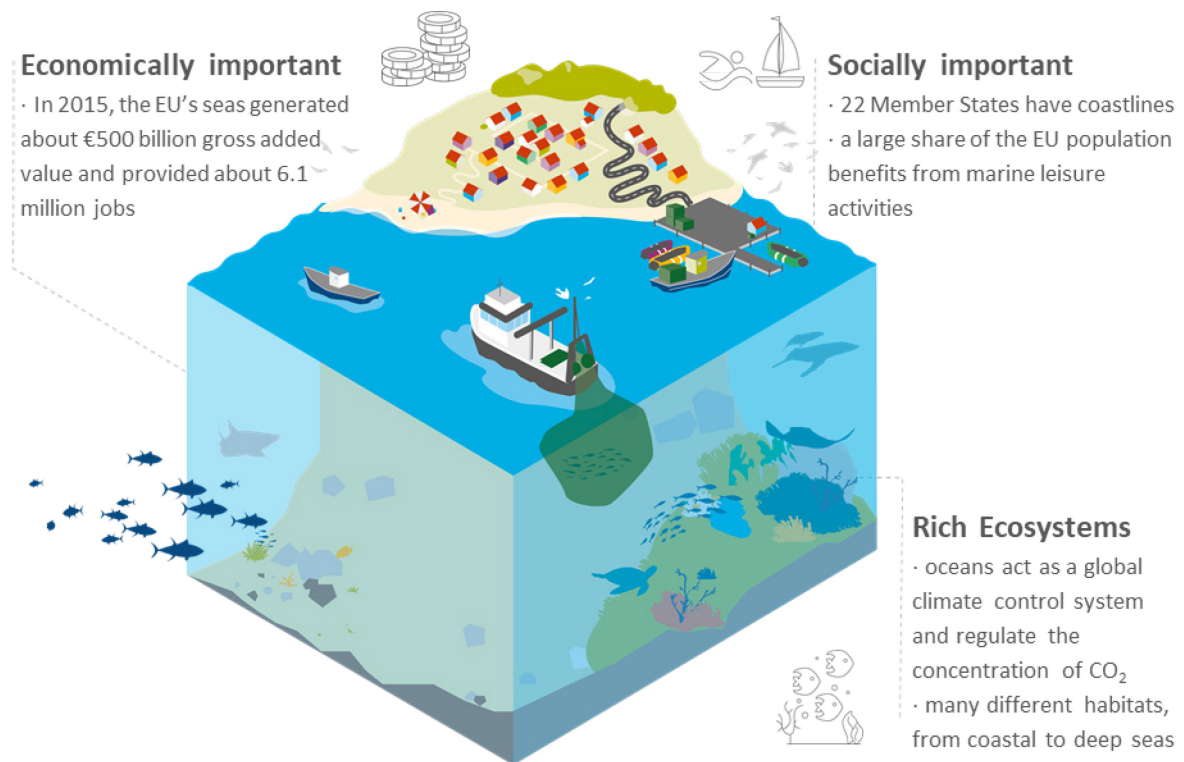 Economically important
· In 2015, the EU's seas generated
about €500 billion gross added
value and provided about 6.1
million jobs
Socially important
· 22 Member States have coastlines
· a large share of the EU population
benefits from marine leisure
activities
Rich Ecosystems
· oceans act as a global
climate control system
and regulate the
concentration of CO₂
· many different habitats,
from coastal to deep seas